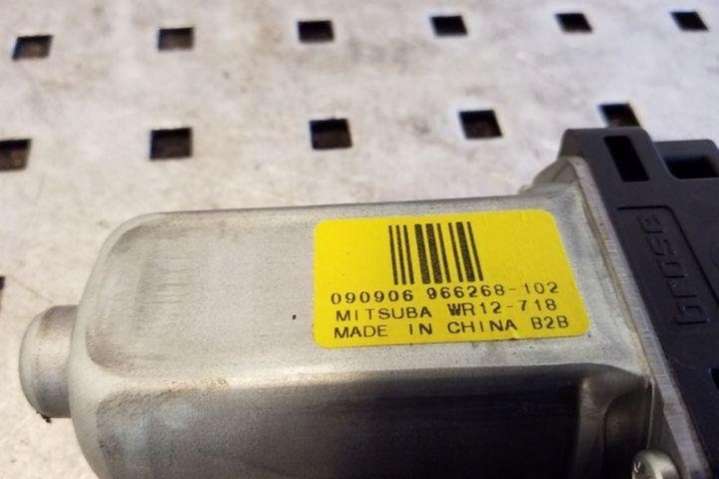 090906 966268-102
MITSUBA WR12-718
MADE IN CHINA B2B
brose